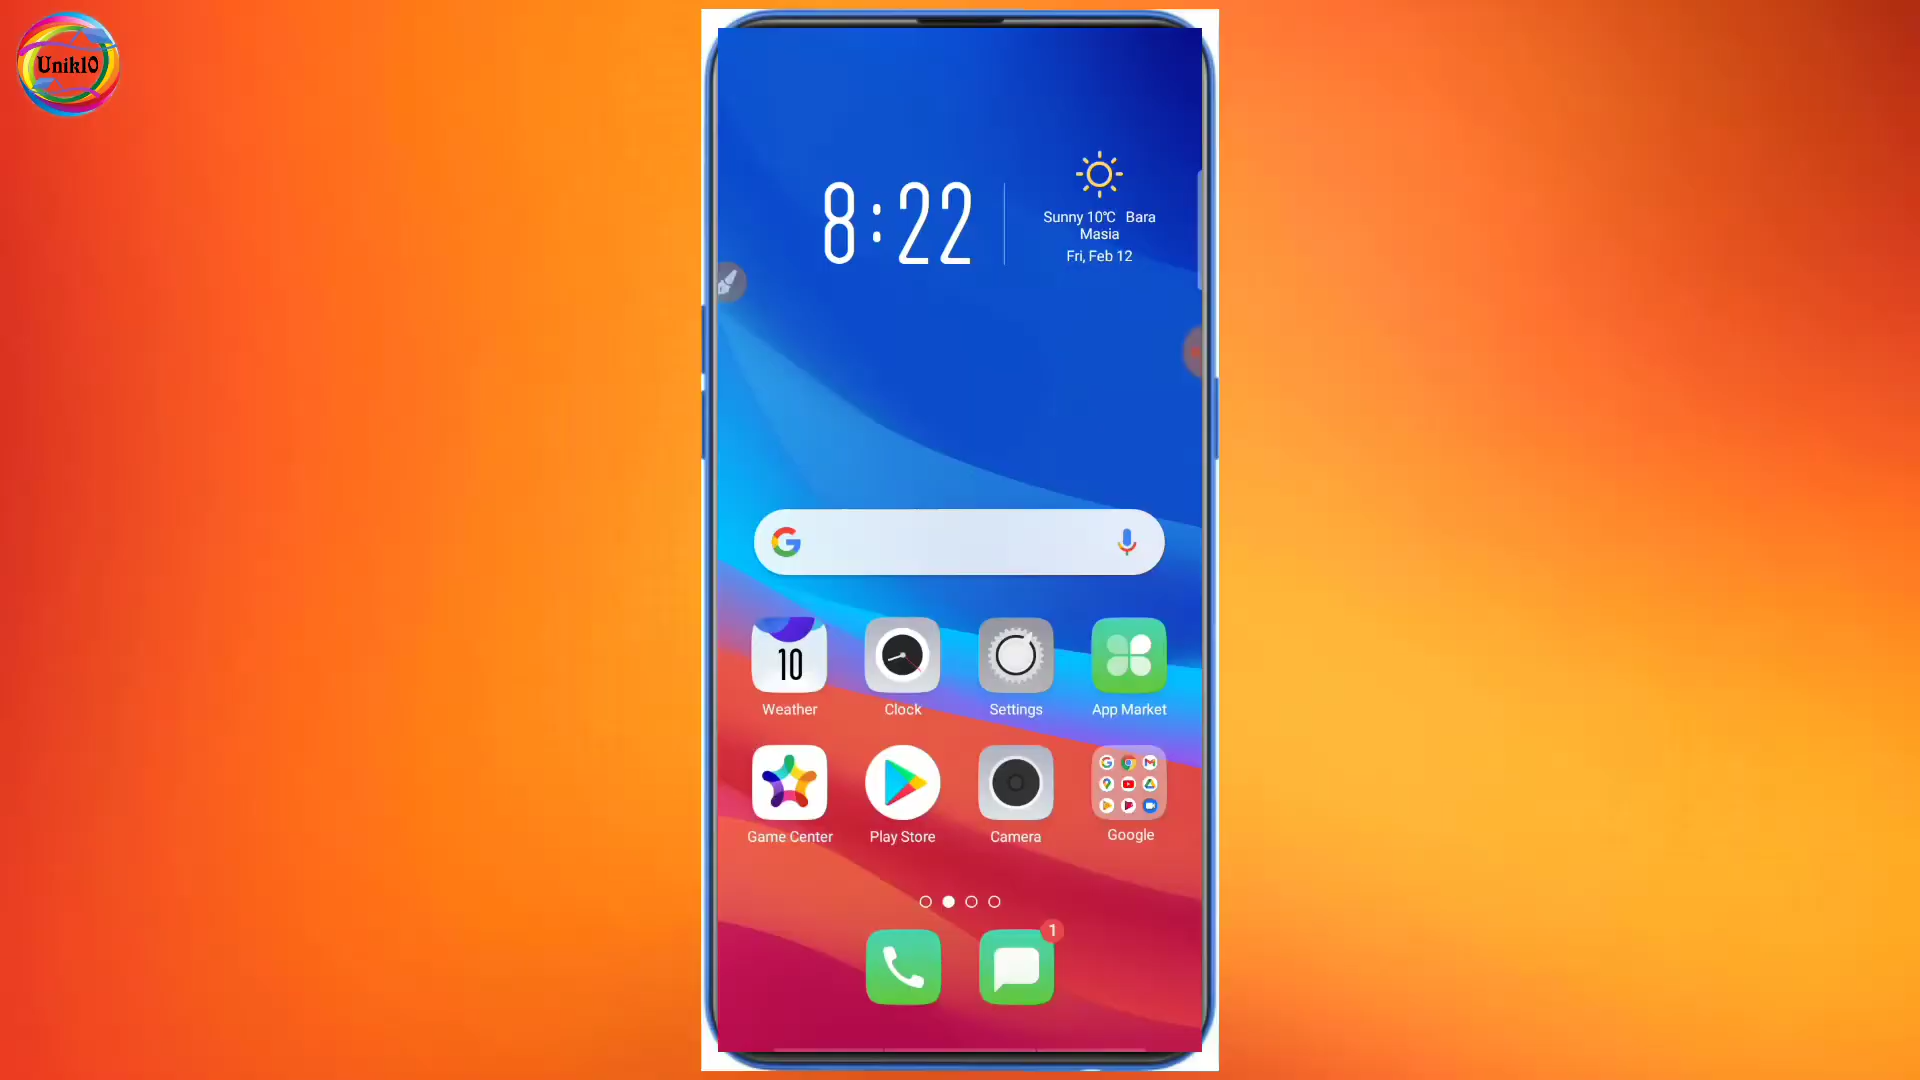 Unik10
8:22
Sunny 10°C Bara
Masia
Fri, Feb 12
10
Weather
Clock
Settings
App Market
Game Center
Play Store
Camera
Google
1